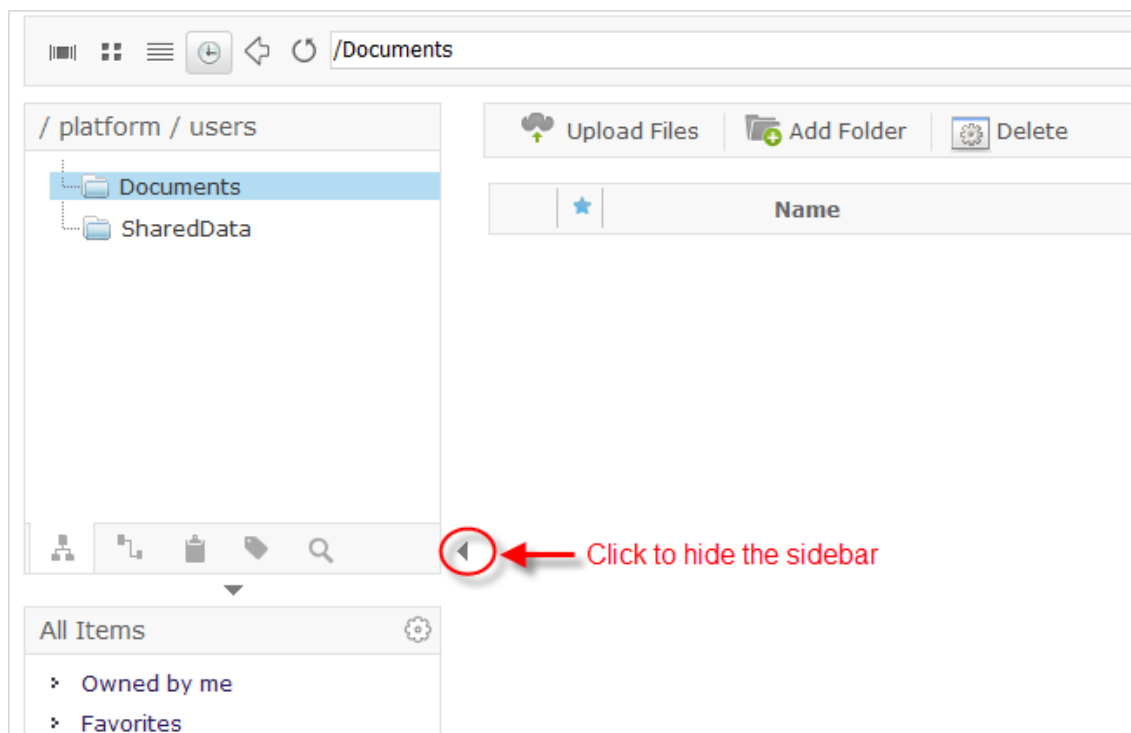 /Documents
/ platform / users
Upload Files
Add Folder
Delete
Documents
SharedData
Name
Click to hide the sidebar
All Items
Owned by me
Favorites